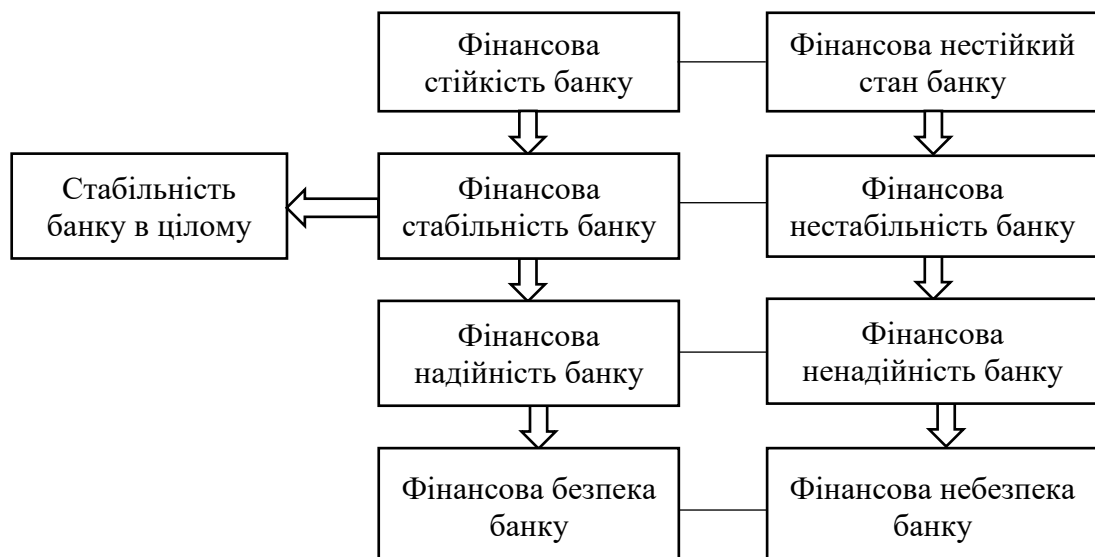 Фінансова
стійкість банку
Фінансова нестійкий
стан банку
Стабільність
банку в цілому
Фінансова
стабільність банку
Фінансова
нестабільність банку
Фінансова
надійність банку
Фінансова
ненадійність банку
Фінансова безпека
банку
Фінансова небезпека
банку